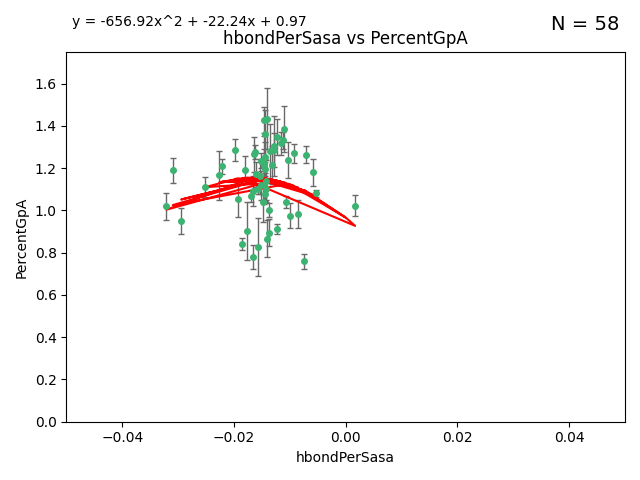 y = -656.92x^2 + -22.24x + 0.97
N = 58
hbondPerSasa vs PercentGpA
PercentGpA
1.6
1.4
1.2
1.0
0.8
0.6
0.4
0.2
0.0
−0.04 −0.02 0.00 0.02 0.04
hbondPerSasa